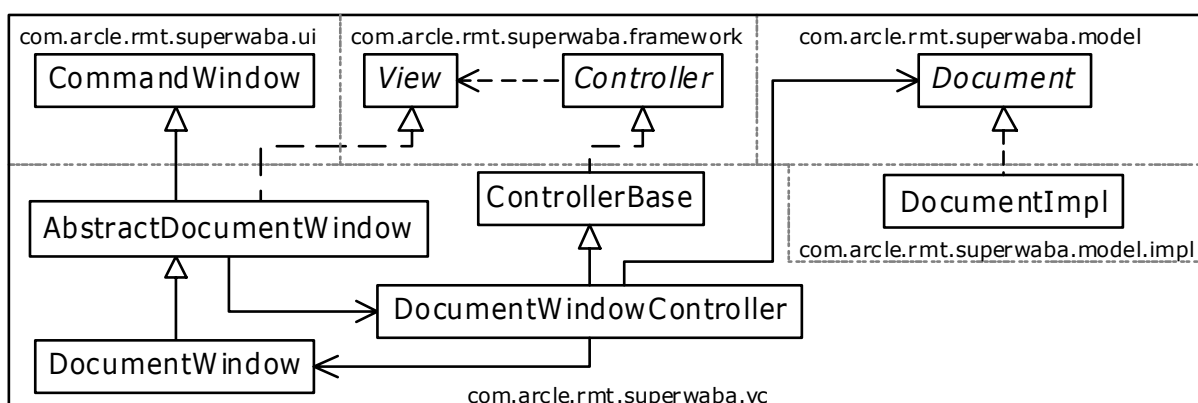 com.arcle.rmt.superwaba.ui
com.arcle.rmt.superwaba.framework
com.arcle.rmt.superwaba.model
CommandWindow
View
Controller
Document
ControllerBase
DocumentImpl
AbstractDocumentWindow
com.arcle.rmt.superwaba.model.impl
DocumentWindowController
DocumentWindow
com.arcle.rmt.superwaba.vc